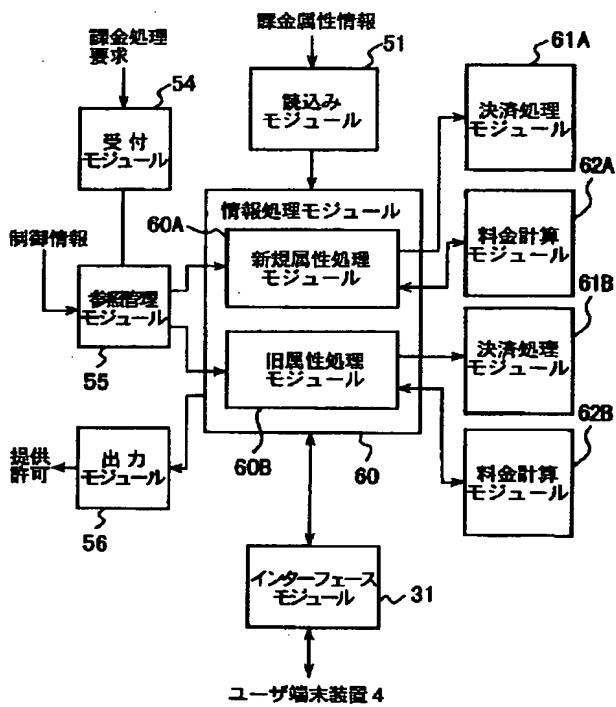 課金処理
要求
54
受 付
モジュール
課金属性情報
51
読込み
モジュール
61A
決済処理
モジュール
62A
料金計算
モジュール
61B
決済処理
モジュール
62B
料金計算
モジュール
情報処理モジュール
60A
新規属性処理
モジュール
旧属性処理
モジュール
60B
60
制御情報
参照管理
モジュール
55
提供
許可
出 力
モジュール
56
インターフェース
モジュール
31
ユーザ端末装置4